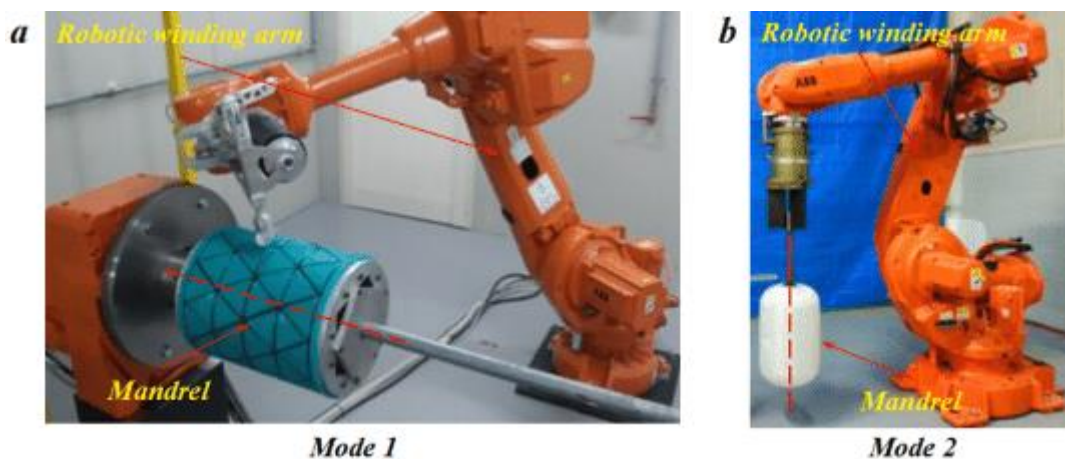 a
Robotic winding arm
Mandrel
Mode 1
b
Robotic winding arm
ABB
Mandrel
Mode 2